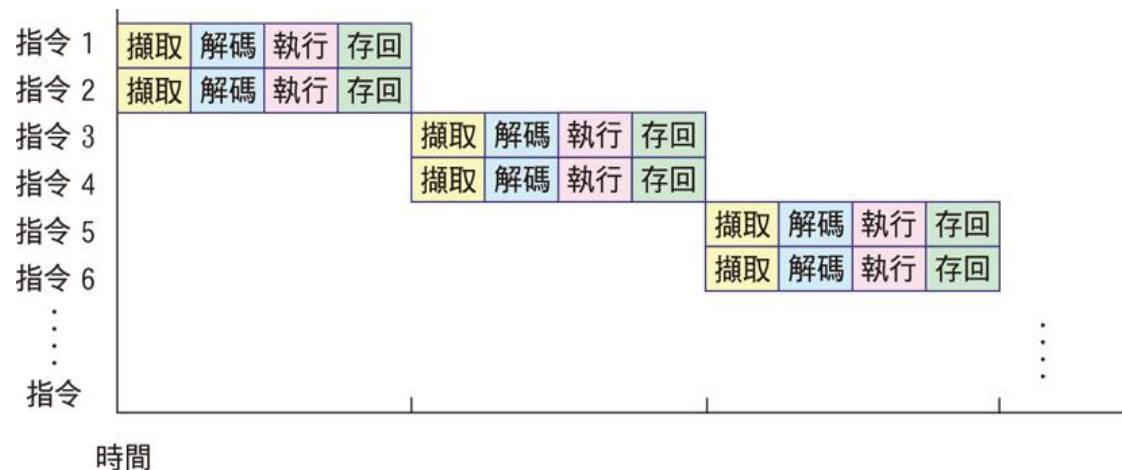 指令 1 擷取 解碼 執行 存回
指令 2 擷取 解碼 執行 存回
指令 3 擷取 解碼 執行 存回
指令 4 擷取 解碼 執行 存回
指令 5 擷取 解碼 執行 存回
指令 6 擷取 解碼 執行 存回
指令
時間